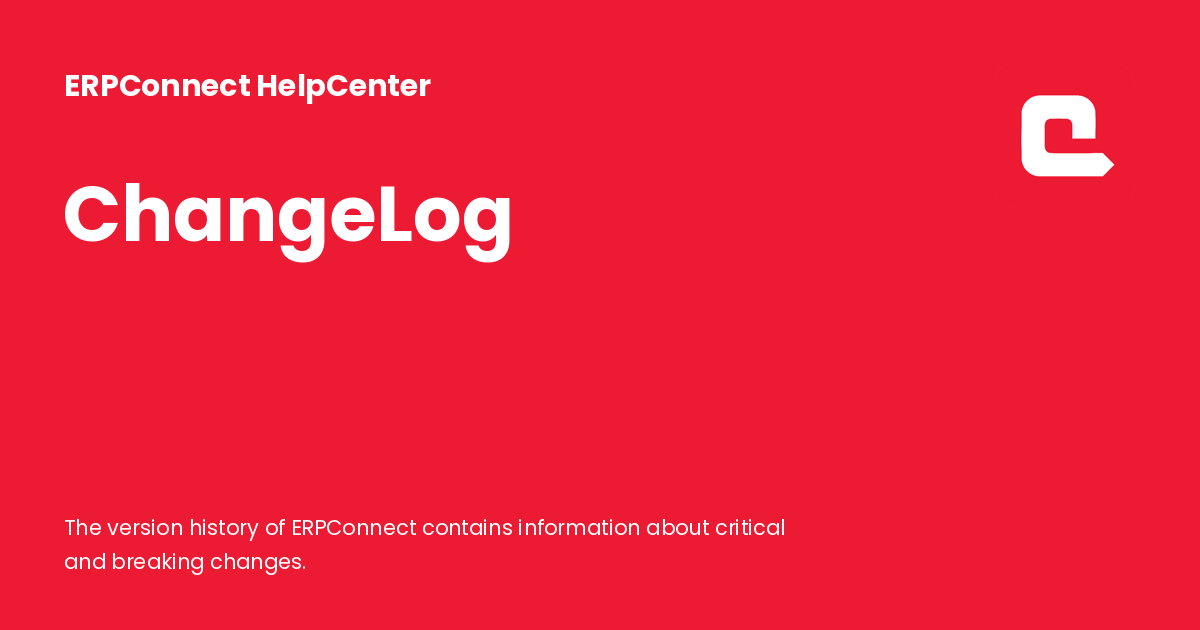 ERPConnect HelpCenter
ChangeLog
The version history of ERPConnect contains information about critical
and breaking changes.